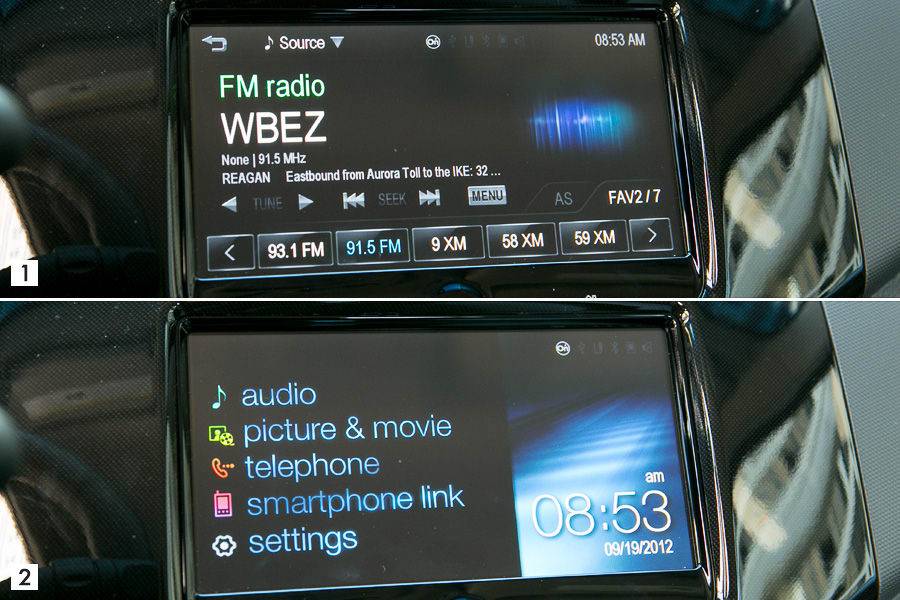 Source 08:53 AM
FM radio
WBEZ
None | 91.5 MHz
REAGAN Eastbound from Aurora Toll to the IKE: 32 ...
TUNE SEEK MENU AS FAV2 / 7
< 93.1 FM 91.5 FM 9 XM 58 XM 59 XM >
1
audio
picture & movie
telephone
smartphone link
settings
am
08:53
09/19/2012
2